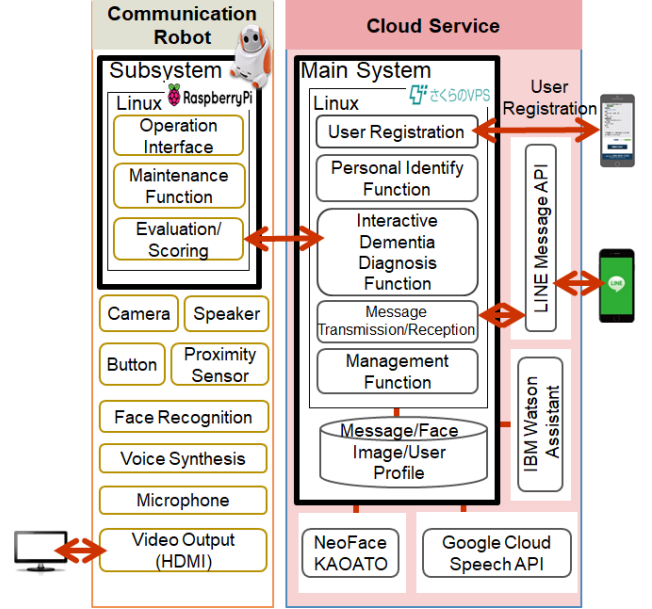 Communication
Robot
Cloud Service
Subsystem
Linux
RaspberryPi
Operation
Interface
Maintenance
Function
Evaluation/
Scoring
Camera
Speaker
Button
Proximity
Sensor
Face Recognition
Voice Synthesis
Microphone
Video Output
(HDMI)
Main System
Linux
さくらのVPS
User Registration
Personal Identify
Function
Interactive
Dementia
Diagnosis
Function
Message
Transmission/Reception
Management
Function
Message/Face
Image/User
Profile
NeoFace
KAOATO
Google Cloud
Speech API
LINE Message API
IBM Watson
Assistant
User
Registration
LINE